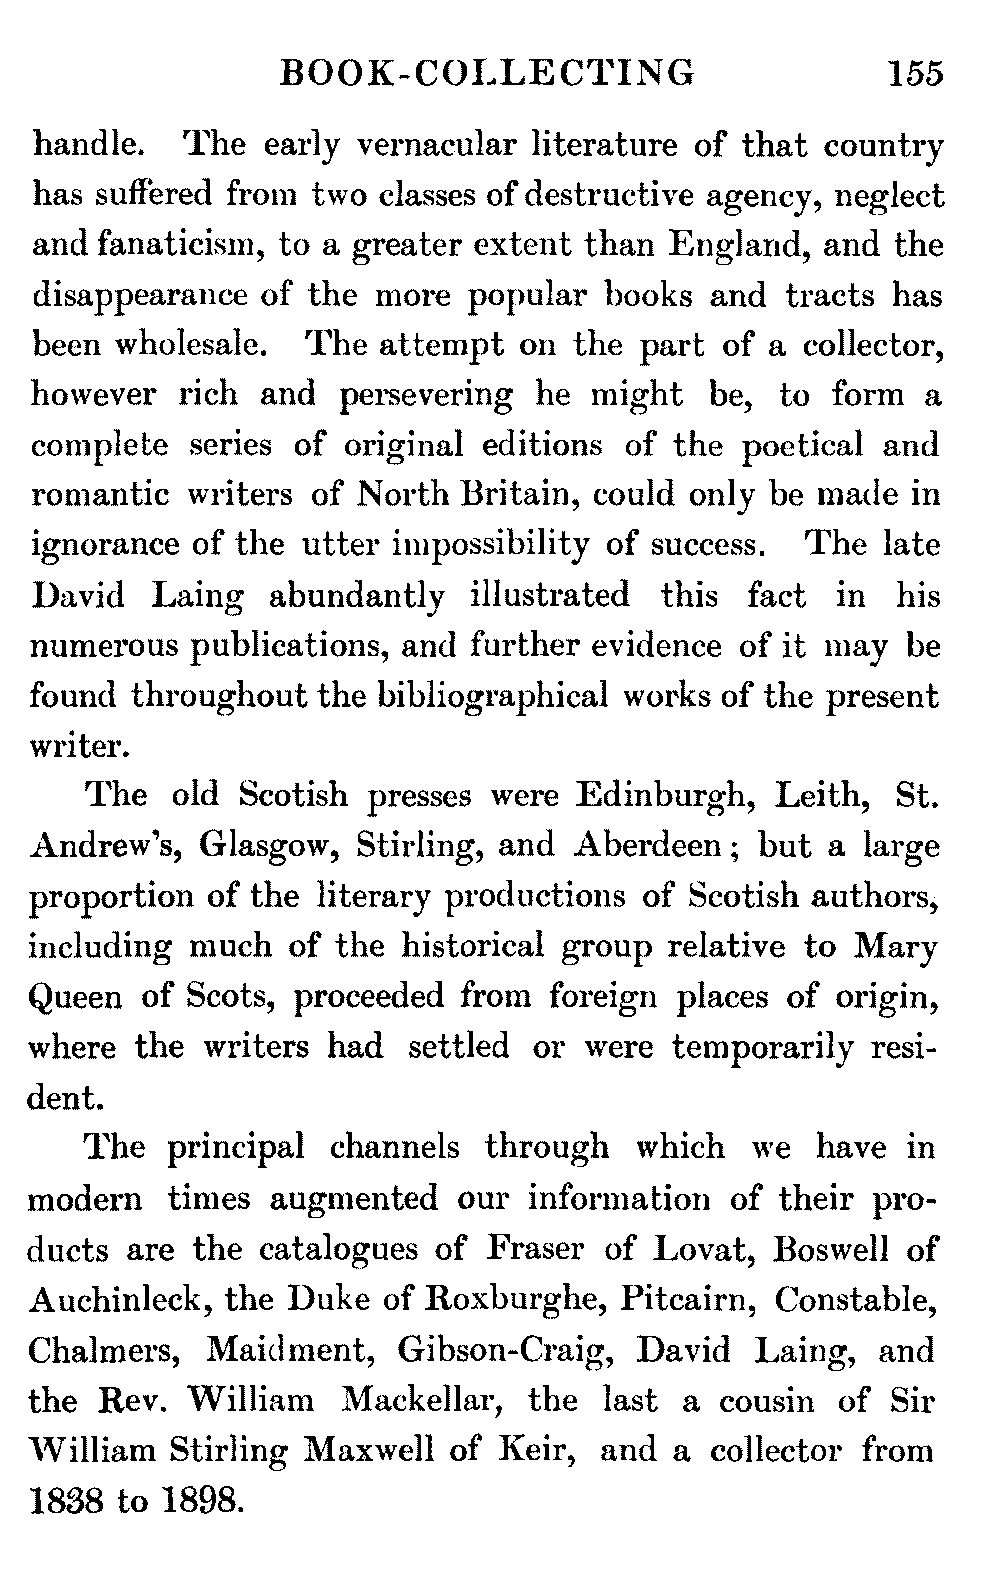 BOOK-COLLECTING 155
handle. The early vernacular literature of that country
has suffered from two classes of destructive agency, neglect
and fanaticism, to a greater extent than England, and the
disappearance of the more popular books and tracts has
been wholesale. The attempt on the part of a collector,
however rich and persevering he might be, to form a
complete series of original editions of the poetical and
romantic writers of North Britain, could only be made in
ignorance of the utter impossibility of success. The late
David Laing abundantly illustrated this fact in his
numerous publications, and further evidence of it may be
found throughout the bibliographical works of the present
writer.
The old Scotish presses were Edinburgh, Leith, St.
Andrew's, Glasgow, Stirling, and Aberdeen; but a large
proportion of the literary productions of Scotish authors,
including much of the historical group relative to Mary
Queen of Scots, proceeded from foreign places of origin,
where the writers had settled or were temporarily resi-
dent.
The principal channels through which we have in
modern times augmented our information of their pro-
ducts are the catalogues of Fraser of Lovat, Boswell of
Auchinleck, the Duke of Roxburghe, Pitcairn, Constable,
Chalmers, Maidment, Gibson-Craig, David Laing, and
the Rev. William Mackellar, the last a cousin of Sir
William Stirling Maxwell of Keir, and a collector from
1838 to 1898.